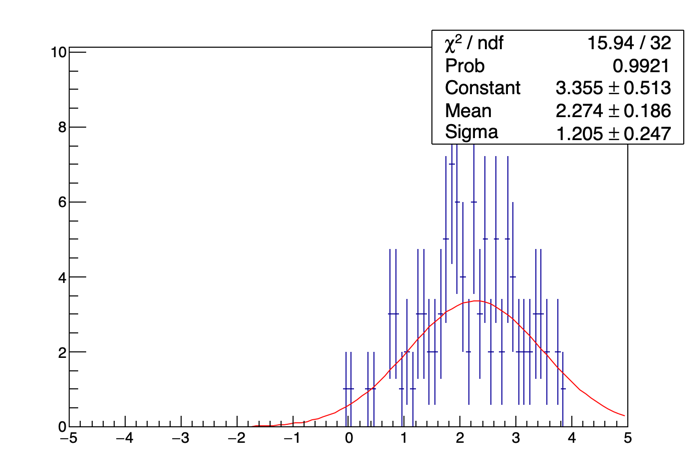 χ² / ndf 15.94 / 32
Prob 0.9921
Constant 3.355 ± 0.513
Mean 2.274 ± 0.186
Sigma 1.205 ± 0.247
10
8
6
4
2
0
−5 −4 −3 −2 −1 0 1 2 3 4 5